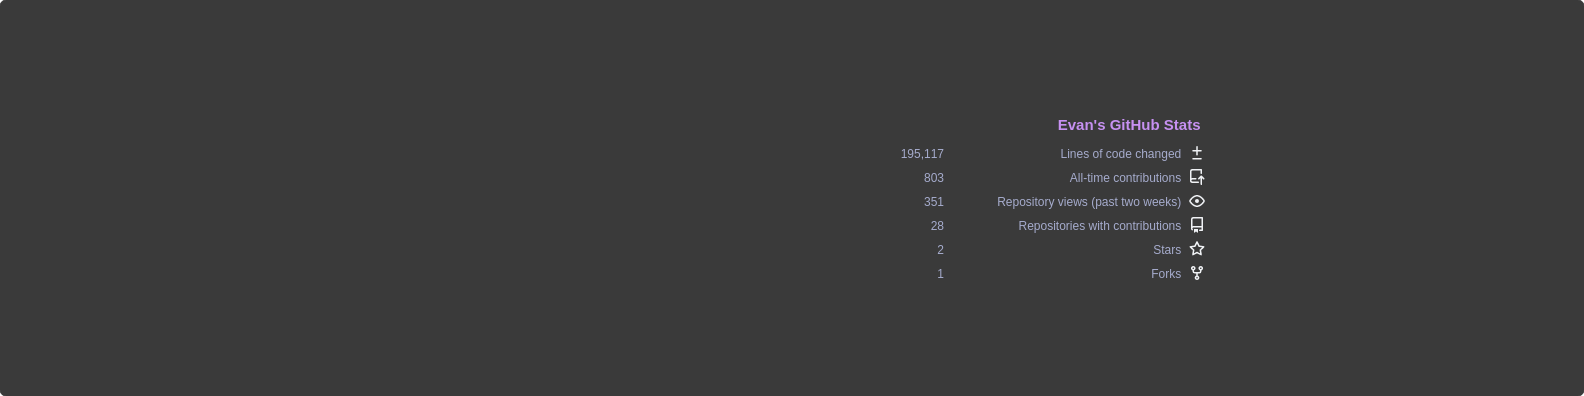 Evan's GitHub Stats
195,117 Lines of code changed
803 All-time contributions
351 Repository views (past two weeks)
28 Repositories with contributions
2 Stars
1 Forks